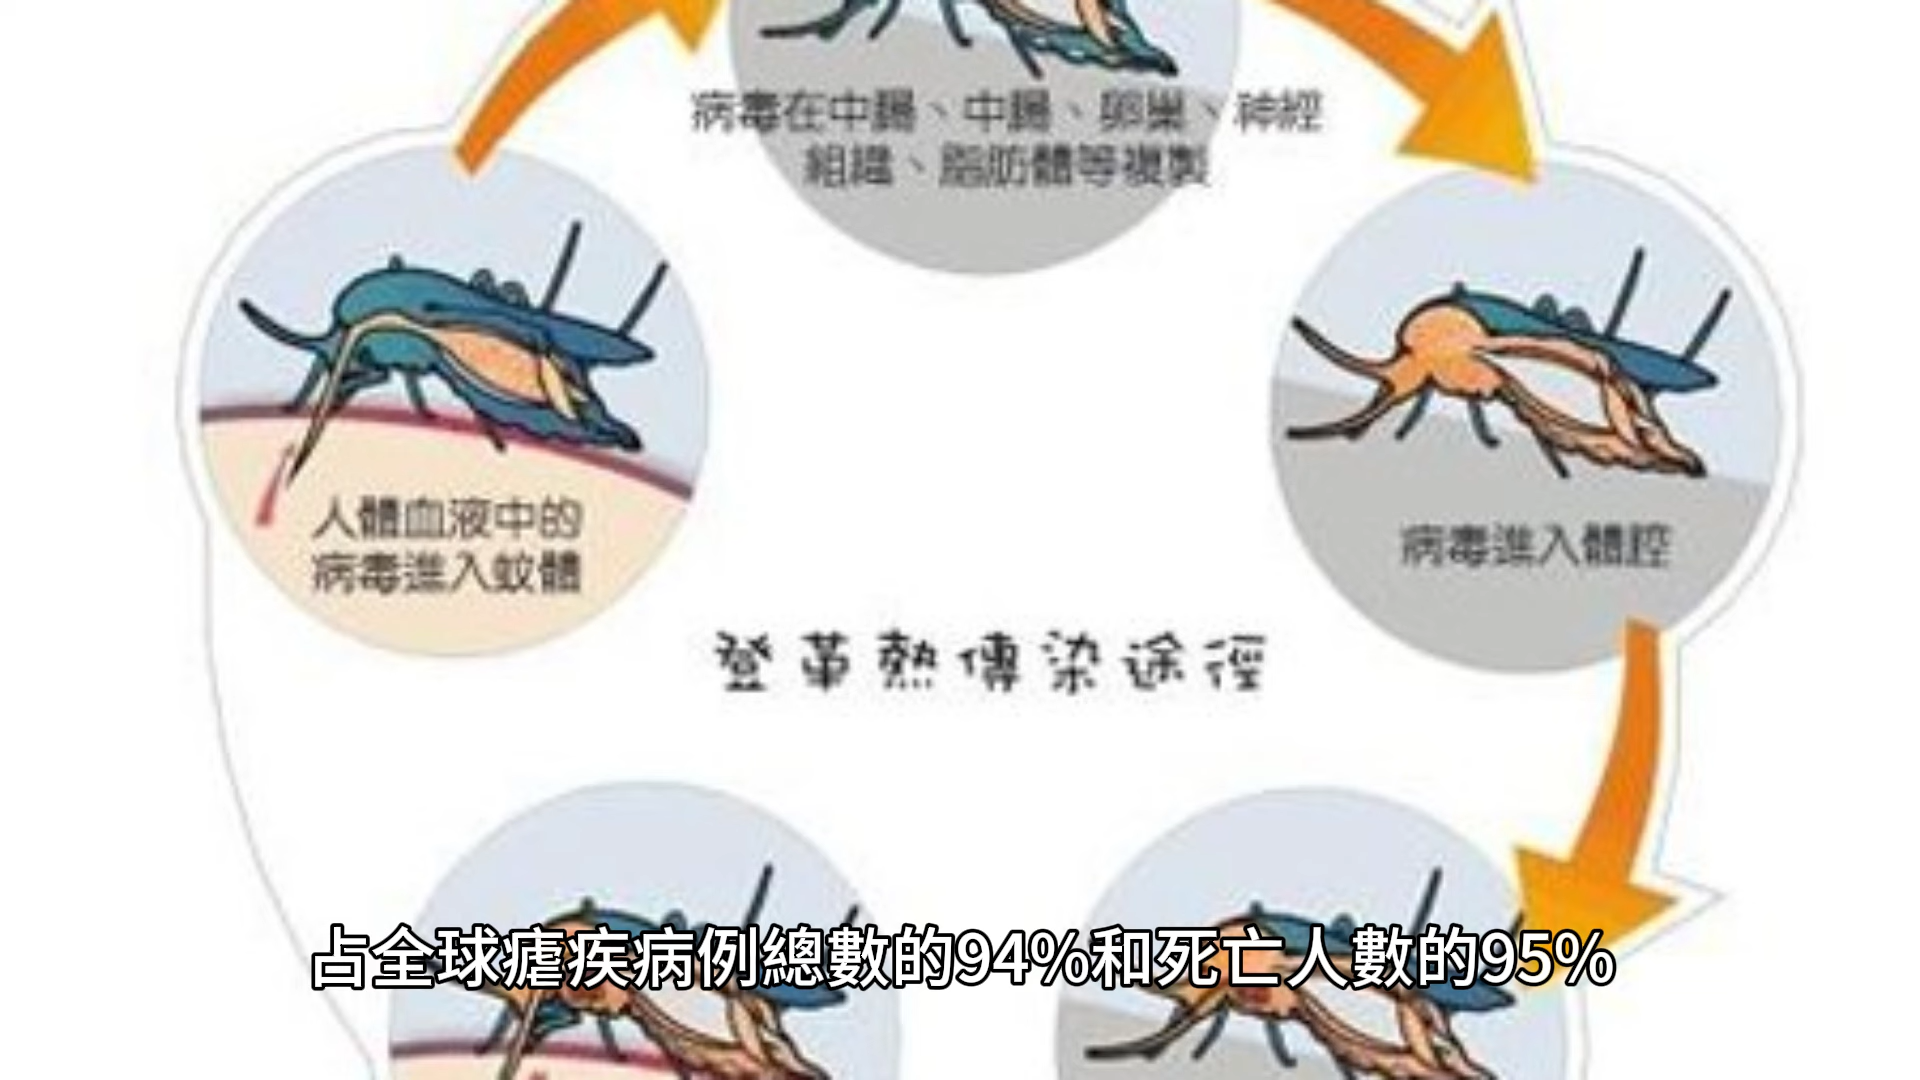 病毒在中腸、中腸、卵巢、神經
組織、脂肪體等複製
人體血液中的
病毒進入蚊體
病毒進入體腔
登革熱傳染途徑
占全球瘧疾病例總數的94%和死亡人數的95%